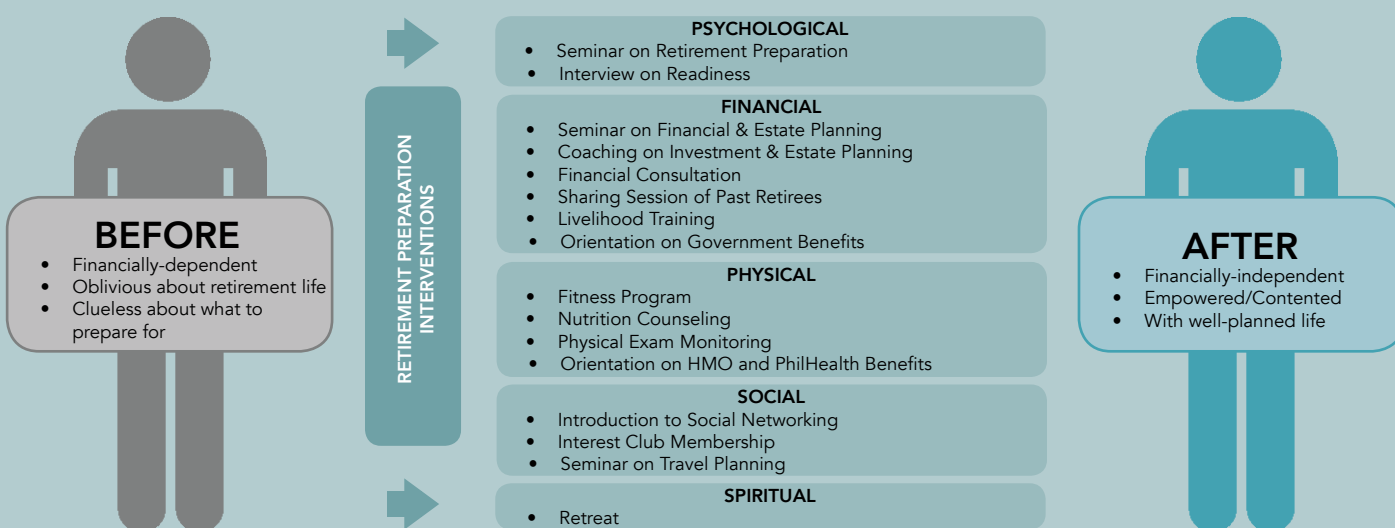 BEFORE
• Financially-dependent
• Oblivious about retirement life
• Clueless about what to
prepare for
RETIREMENT PREPARATION
INTERVENTIONS
PSYCHOLOGICAL
• Seminar on Retirement Preparation
• Interview on Readiness
FINANCIAL
• Seminar on Financial & Estate Planning
• Coaching on Investment & Estate Planning
• Financial Consultation
• Sharing Session of Past Retirees
• Livelihood Training
• Orientation on Government Benefits
PHYSICAL
• Fitness Program
• Nutrition Counseling
• Physical Exam Monitoring
• Orientation on HMO and PhilHealth Benefits
SOCIAL
• Introduction to Social Networking
• Interest Club Membership
• Seminar on Travel Planning
SPIRITUAL
• Retreat
AFTER
• Financially-independent
• Empowered/Contented
• With well-planned life